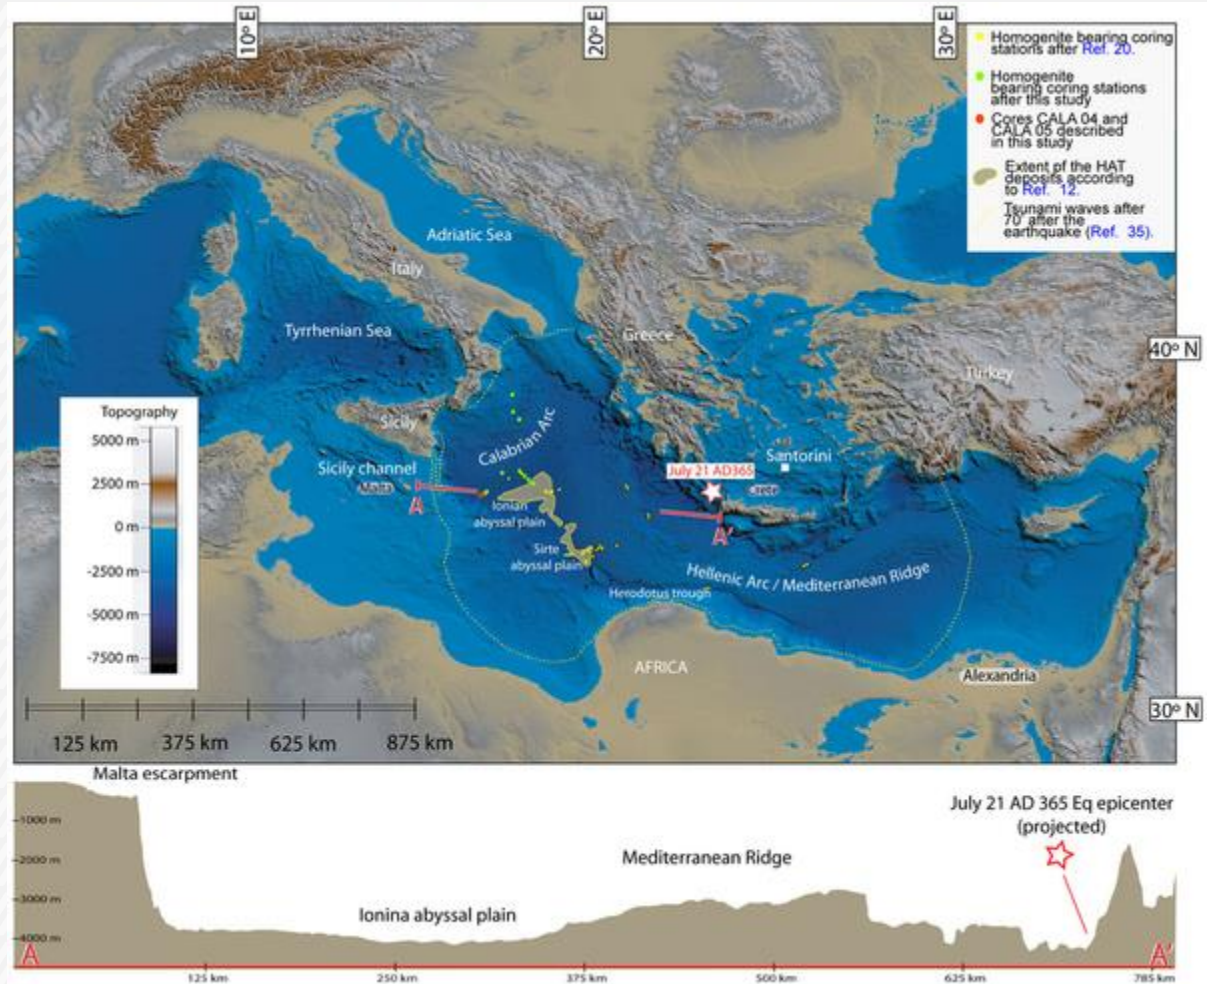 10º E
20º E
30º E
Homogenite bearing coring
stations after Ref. 20.
Homogenite
bearing coring stations
after this study
Cores CALA 04 and
CALA 05 described
in this study
Extent pf the HAT
deposits according
to Ref. 12.
Tsunami waves after
70' after the
earthquake (Ref. 35).
Adriatic Sea
Italy
Tyrrhenian Sea
Greece
40º N
Turkey
Topography
5000 m
2500 m
0 m
-2500 m
-5000 m
-7500 m
Sicily
Calabrian Arc
Santorini
Sicily channel
July 21 AD365
Malta
Crete
A
Ionian
abyssal plain
A'
Sirte
abyssal plain
Hellenic Arc / Mediterranean Ridge
Herodotus trough
AFRICA
Alexandria
30º N
125 km
375 km
625 km
875 km
Malta escarpment
July 21 AD 365 Eq epicenter
(projected)
-1000 m
-2000 m
Mediterranean Ridge
-3000 m
Ionina abyssal plain
-4000 m
A
A'
125 km
250 km
375 km
500 km
625 km
785 km